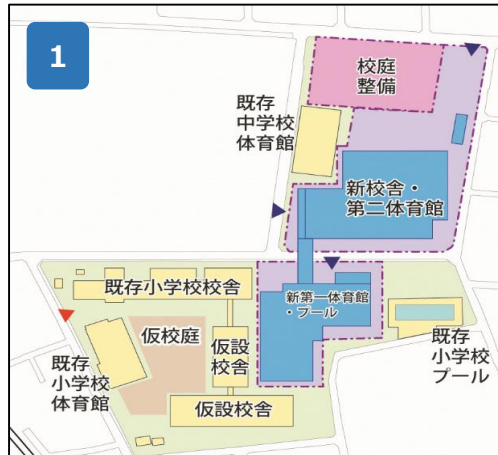 1
校庭
整備
既存
中学校
体育館
新校舎・
第二体育館
既存小学校校舎
新第一体育館
・プール
仮校庭
仮設
校舎
既存
小学校
体育館
仮設校舎
既存
小学校
プール